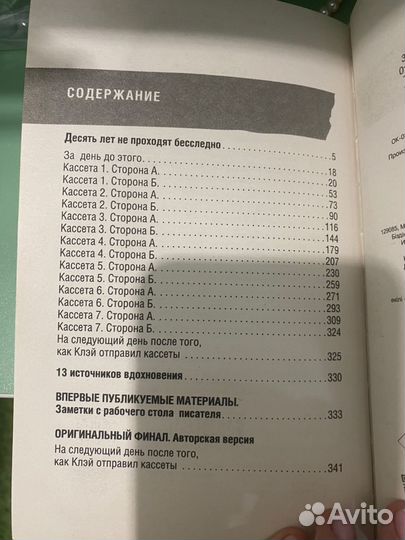 СОДЕРЖАНИЕ
Десять лет не проходят бесследно 5
За день до этого. 18
Кассета 1. Сторона А. 20
Кассета 1. Сторона Б. 53
Кассета 2. Сторона А. 73
Кассета 2. Сторона Б. 90
Кассета 3. Сторона А. 116
Кассета 3. Сторона Б. 144
Кассета 4. Сторона А. 179
Кассета 4. Сторона Б. 207
Кассета 5. Сторона А. 230
Кассета 5. Сторона Б. 259
Кассета 6. Сторона А. 271
Кассета 6. Сторона Б. 293
Кассета 7. Сторона А. 309
Кассета 7. Сторона Б. 324
На следующий день после того,
как Клэй отправил кассеты 325
13 источников вдохновения 330
ВПЕРВЫЕ ПУБЛИКУЕМЫЕ МАТЕРИАЛЫ.
Заметки с рабочего стола писателя 333
ОРИГИНАЛЬНЫЙ ФИНАЛ. Авторская версия
На следующий день после того,
как Клэй отправил кассеты 341
ОК-0
Произ
129085, М
екілі
Avito